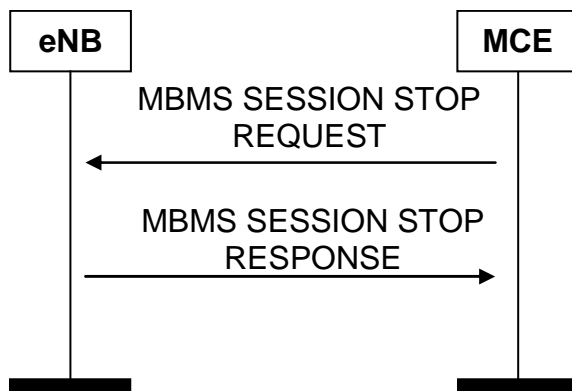 eNB
MCE
MBMS SESSION STOP
REQUEST
MBMS SESSION STOP
RESPONSE